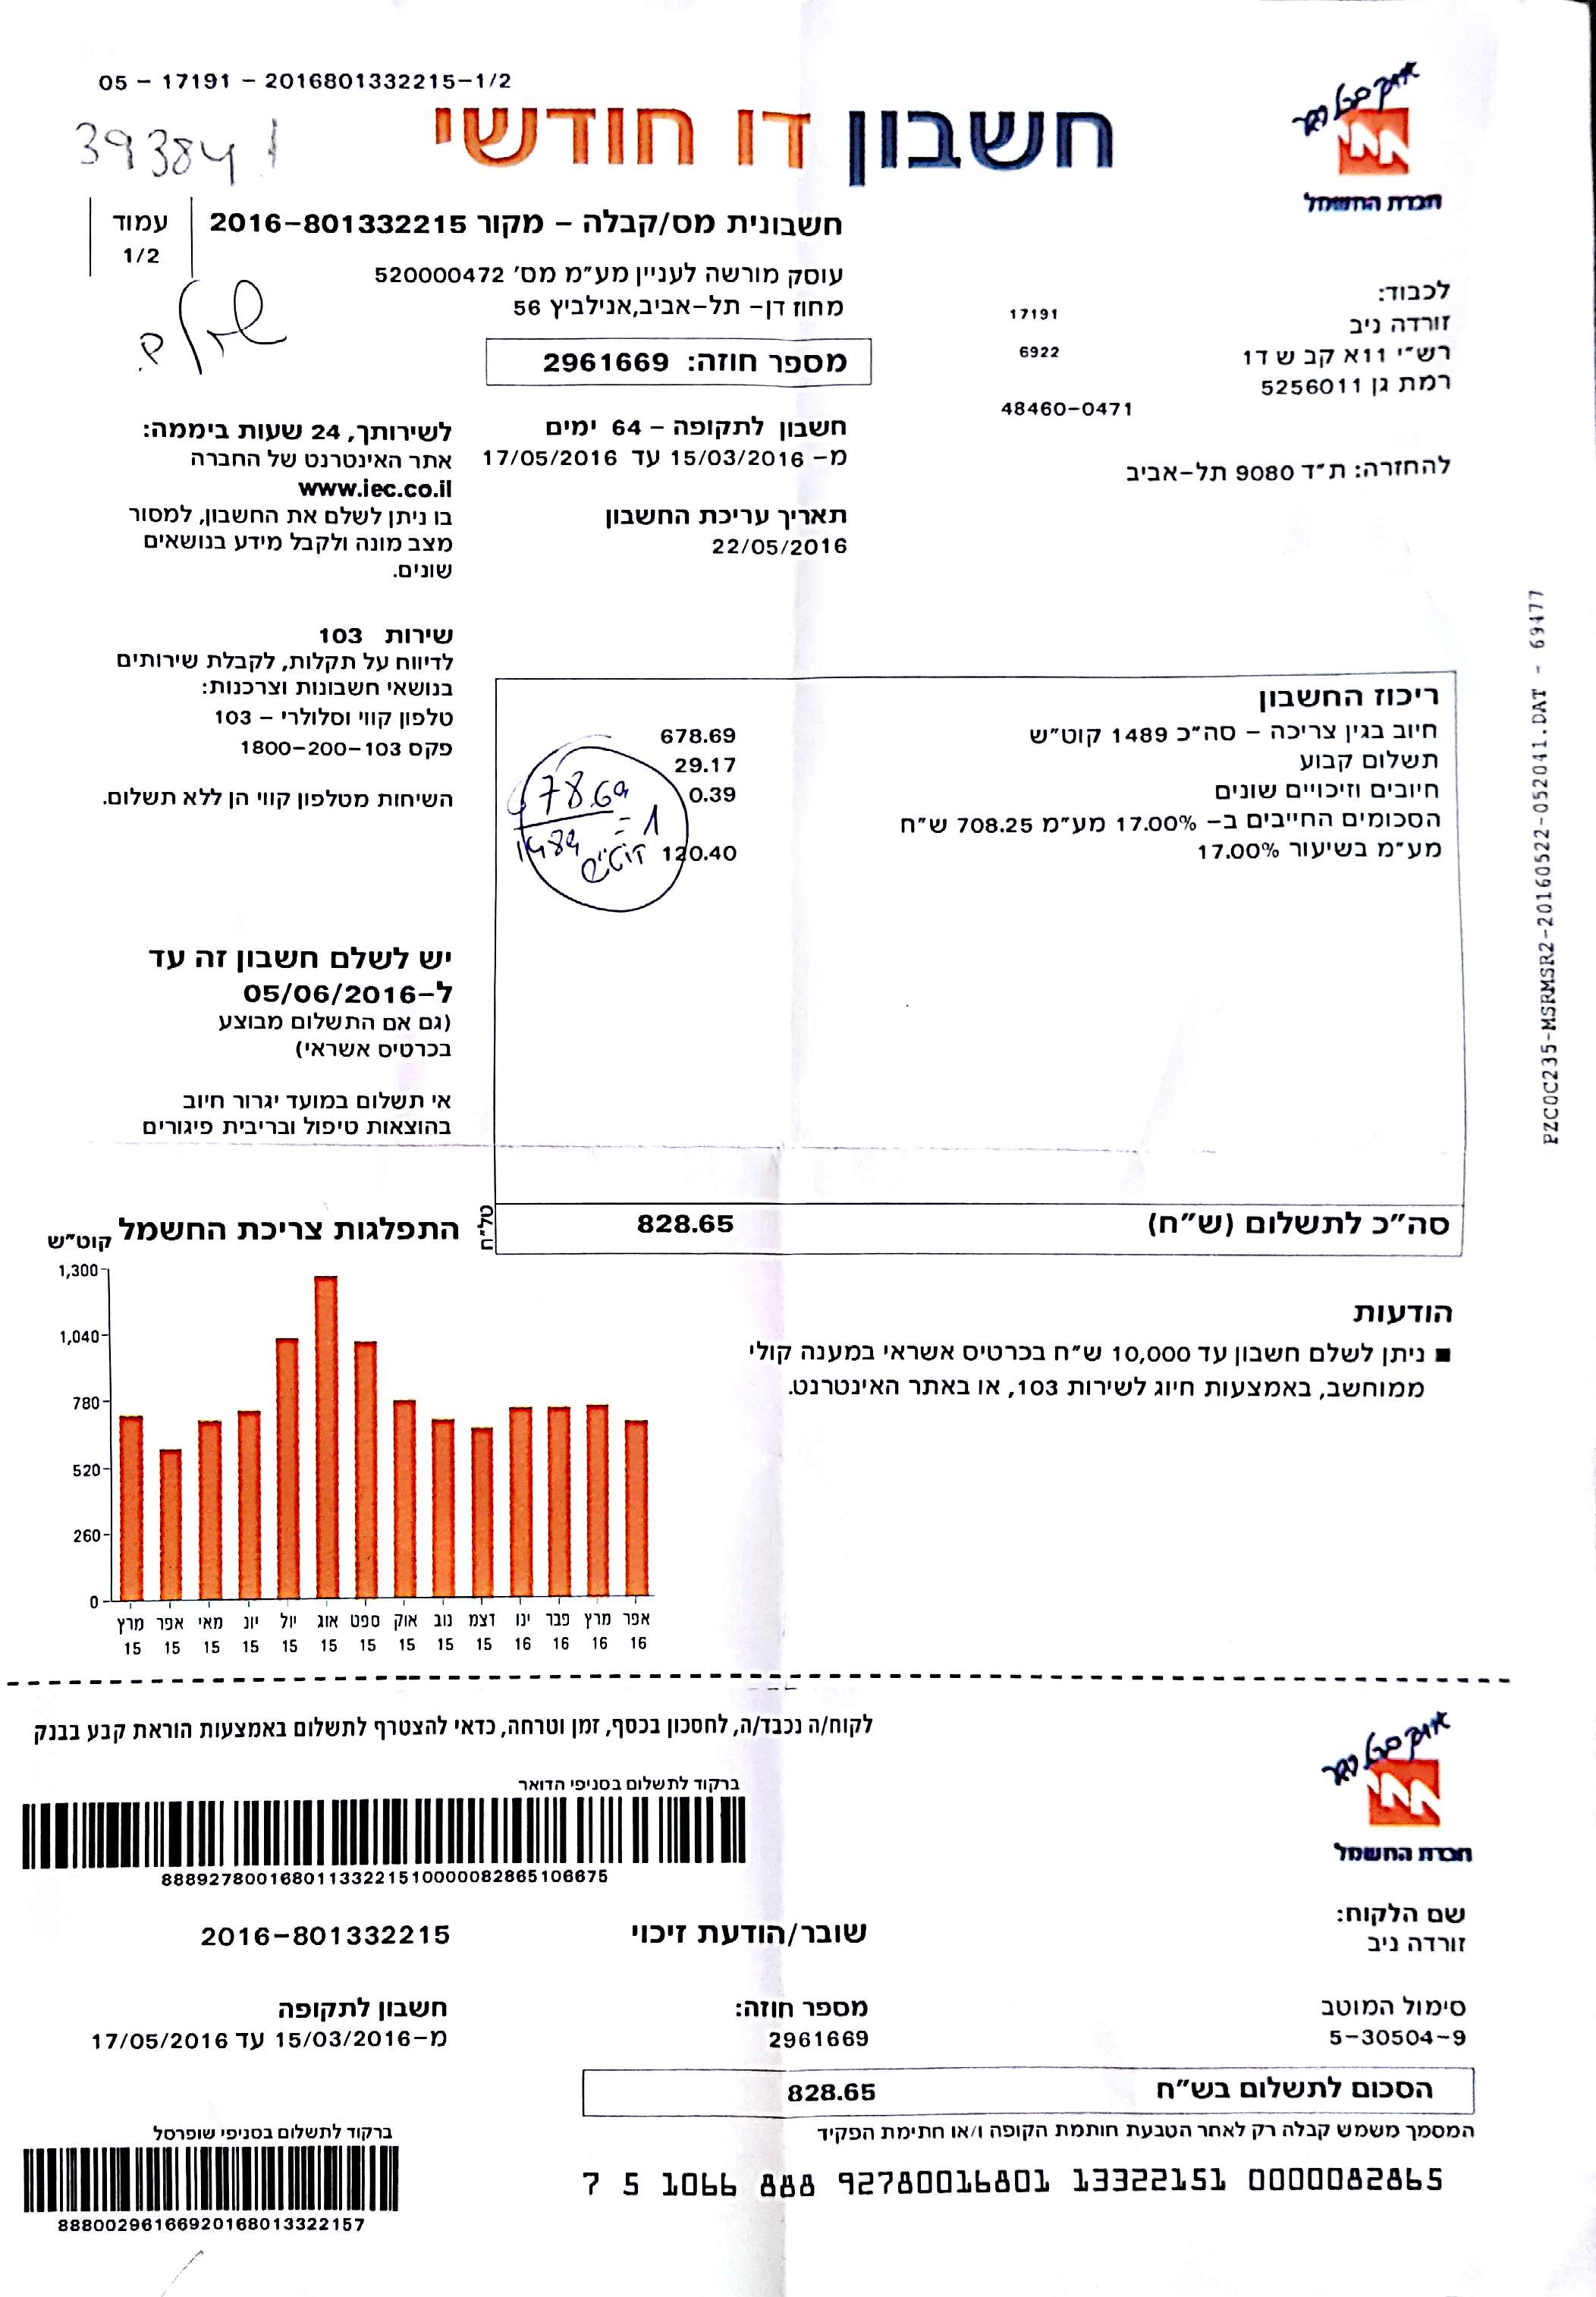 05 - 17191 - 2016801332215-1/2
39384 1
חשבון דו חודשי
חברת החשמל
עמוד
1/2
חשבונית מס/קבלה - מקור 2016-801332215
עוסק מורשה לעניין מע"מ מס' 520000472
מחוז דן- תל-אביב,אנילביץ 56
שולם
מספר חוזה: 2961669
לכבוד:
זורדה ניב
רש"י 11א קב ש דו
רמת גן 5256011
17191
6922
48460-0471
להחזרה: ת"ד 9080 תל-אביב
חשבון לתקופה - 64 ימים
מ- 15/03/2016 עד 17/05/2016
תאריך עריכת החשבון
22/05/2016
לשירותך, 24 שעות ביממה:
אתר האינטרנט של החברה
www.iec.co.il
בו ניתן לשלם את החשבון, למסור
מצב מונה ולקבל מידע בנושאים
שונים.
שירות 103
לדיווח על תקלות, לקבלת שירותים
בנושאי חשבונות וצרכנות:
טלפון קווי וסלולרי - 103
פקס 1800-200-103
השיחות מטלפון קווי הן ללא תשלום.
ריכוז החשבון
חיוב בגין צריכה - סה"כ 1489 קוט"ש 678.69
תשלום קבוע 29.17
חיובים וזיכויים שונים 0.39
הסכומים החייבים ב- 17.00% מע"מ 708.25 ש"ח
מע"מ בשיעור 17.00% 120.40
678.69
1489
= 1
יש לשלם חשבון זה עד
ל-05/06/2016
(גם אם התשלום מבוצע
בכרטיס אשראי)
אי תשלום במועד יגרור חיוב
בהוצאות טיפול ובריבית פיגורים
סה"כ לתשלום (ש"ח) 828.65
טל"ח
התפלגות צריכת החשמל
קוט"ש
1,300
1,040
780
520
260
0
מרץ אפר מאי יונ יול אוג ספט אוק נוב דצמ ינו פבר מרץ אפר
15 15 15 15 15 15 15 15 15 15 16 16 16 16
הודעות
■ ניתן לשלם חשבון עד 10,000 ש"ח בכרטיס אשראי במענה קולי
ממוחשב, באמצעות חיוג לשירות 103, או באתר האינטרנט.
PZC0C235-MSRMSR2-20160522-052041.DAT - 69477
לקוח/ה נכבד/ה, לחסכון בכסף, זמן וטרחה, כדאי להצטרף לתשלום באמצעות הוראת קבע בבנק
ברקוד לתשלום בסניפי הדואר
8889278001680113322151000008286510​6675
חברת החשמל
שם הלקוח:
זורדה ניב
שובר/הודעת זיכוי
2016-801332215
סימול המוטב
5-30504-9
מספר חוזה:
2961669
חשבון לתקופה
מ-15/03/2016 עד 17/05/2016
הסכום לתשלום בש"ח 828.65
המסמך משמש קבלה רק לאחר הטבעת חותמת הקופה ו/או חתימת הפקיד
ברקוד לתשלום בסניפי שופרסל
8880029616692016801332​2157
7 5 1066 888 92780016801 13322151 0000082865